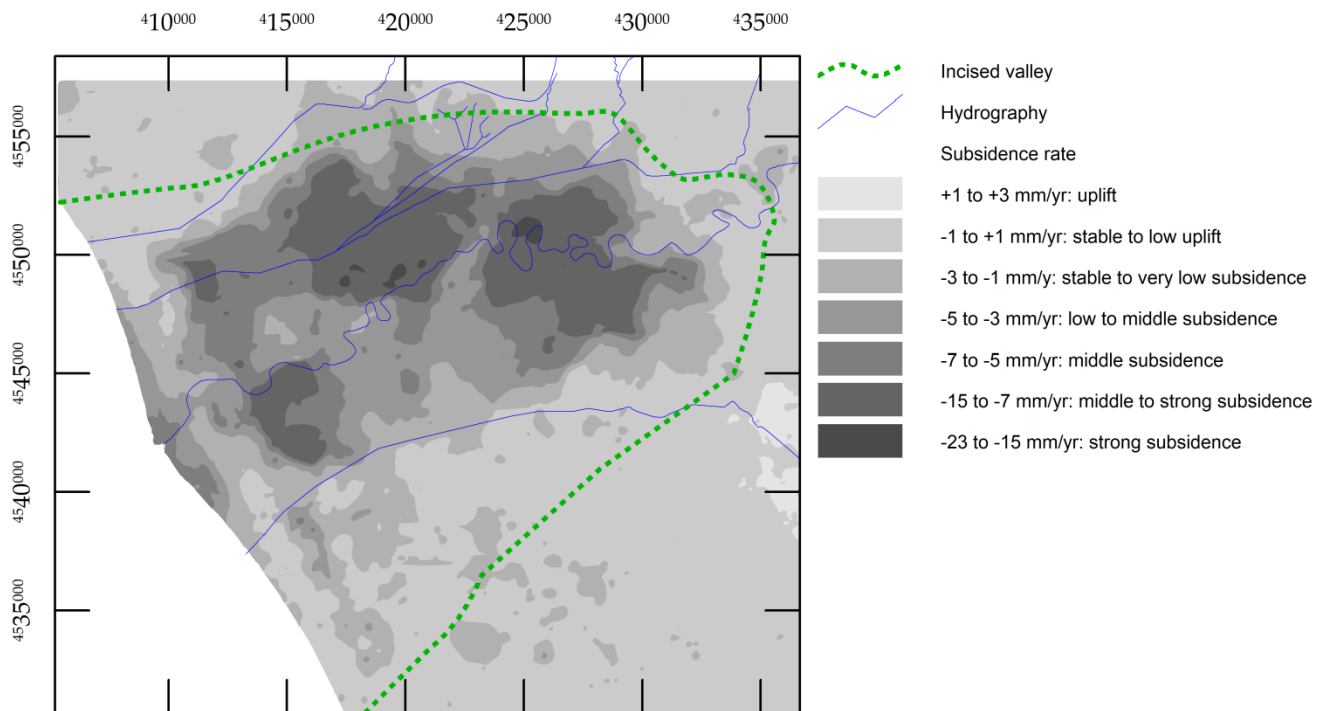 410000 415000 420000 425000 430000 435000
4555000
4550000
4545000
4540000
4535000
Incised valley
Hydrography
Subsidence rate
+1 to +3 mm/yr: uplift
-1 to +1 mm/yr: stable to low uplift
-3 to -1 mm/y: stable to very low subsidence
-5 to -3 mm/yr: low to middle subsidence
-7 to -5 mm/yr: middle subsidence
-15 to -7 mm/yr: middle to strong subsidence
-23 to -15 mm/yr: strong subsidence